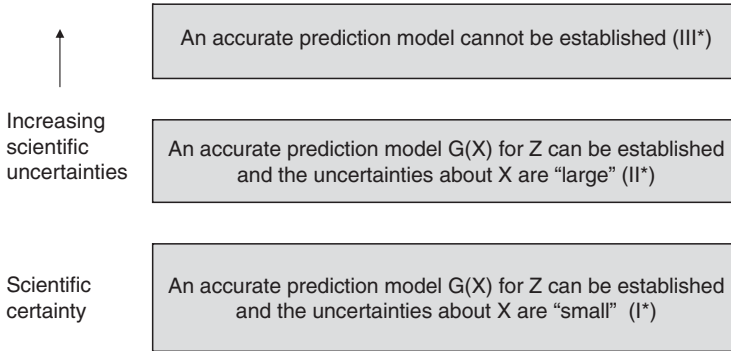 An accurate prediction model cannot be established (III*)
Increasing
scientific
uncertainties
An accurate prediction model G(X) for Z can be established
and the uncertainties about X are “large” (II*)
Scientific
certainty
An accurate prediction model G(X) for Z can be established
and the uncertainties about X are “small” (I*)